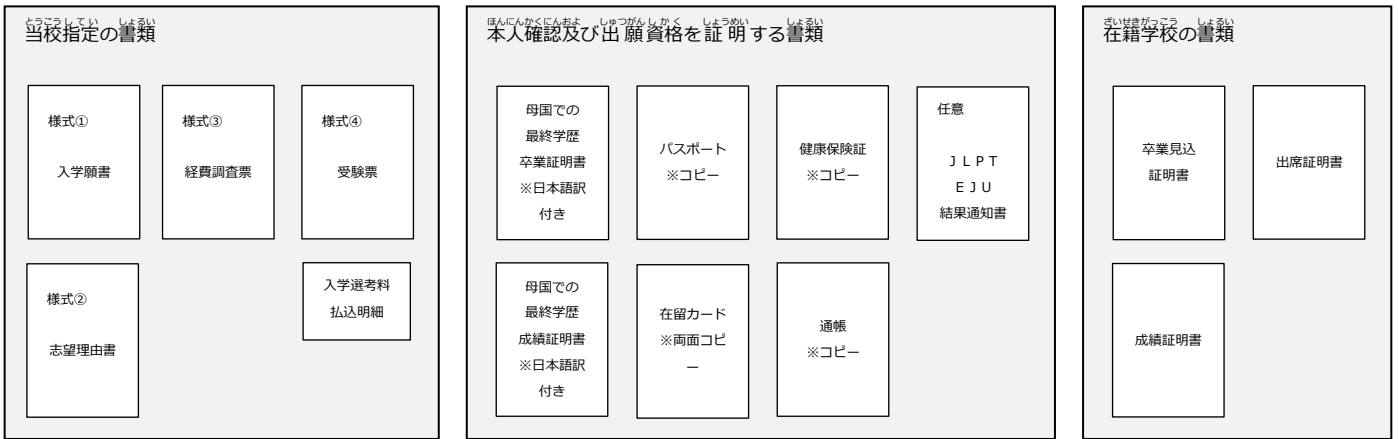 とうこうしてい しょるい
当校指定の書類
様式①
入学願書
様式③
経費調査票
様式④
受験票
様式②
志望理由書
入学選考料
払込明細
ほんにんかくにんおよ しゅつがんしかく しょうめい しょるい
本人確認及び出願資格を証明する書類
母国での
最終学歴
卒業証明書
※日本語訳
付き
パスポート
※コピー
健康保険証
※コピー
任意
ＪＬＰＴ
ＥＪＵ
結果通知書
母国での
最終学歴
成績証明書
※日本語訳
付き
在留カード
※両面コピ
ー
通帳
※コピー
ざいせきがっこう しょるい
在籍学校の書類
卒業見込
証明書
出席証明書
成績証明書